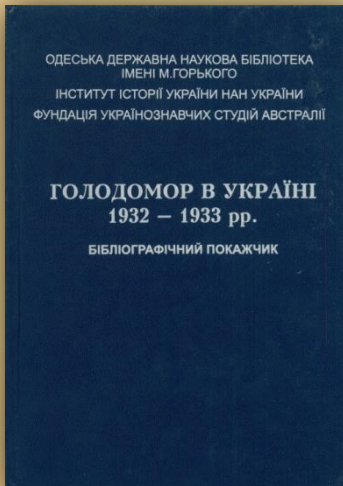 ОДЕСЬКА ДЕРЖАВНА НАУКОВА БІБЛІОТЕКА
ІМЕНІ М.ГОРЬКОГО
ІНСТИТУТ ІСТОРІЇ УКРАЇНИ НАН УКРАЇНИ
ФУНДАЦІЯ УКРАЇНОЗНАВЧИХ СТУДІЙ АВСТРАЛІЇ
ГОЛОДОМОР В УКРАЇНІ
1932 – 1933 рр.
БІБЛІОГРАФІЧНИЙ ПОКАЖЧИК